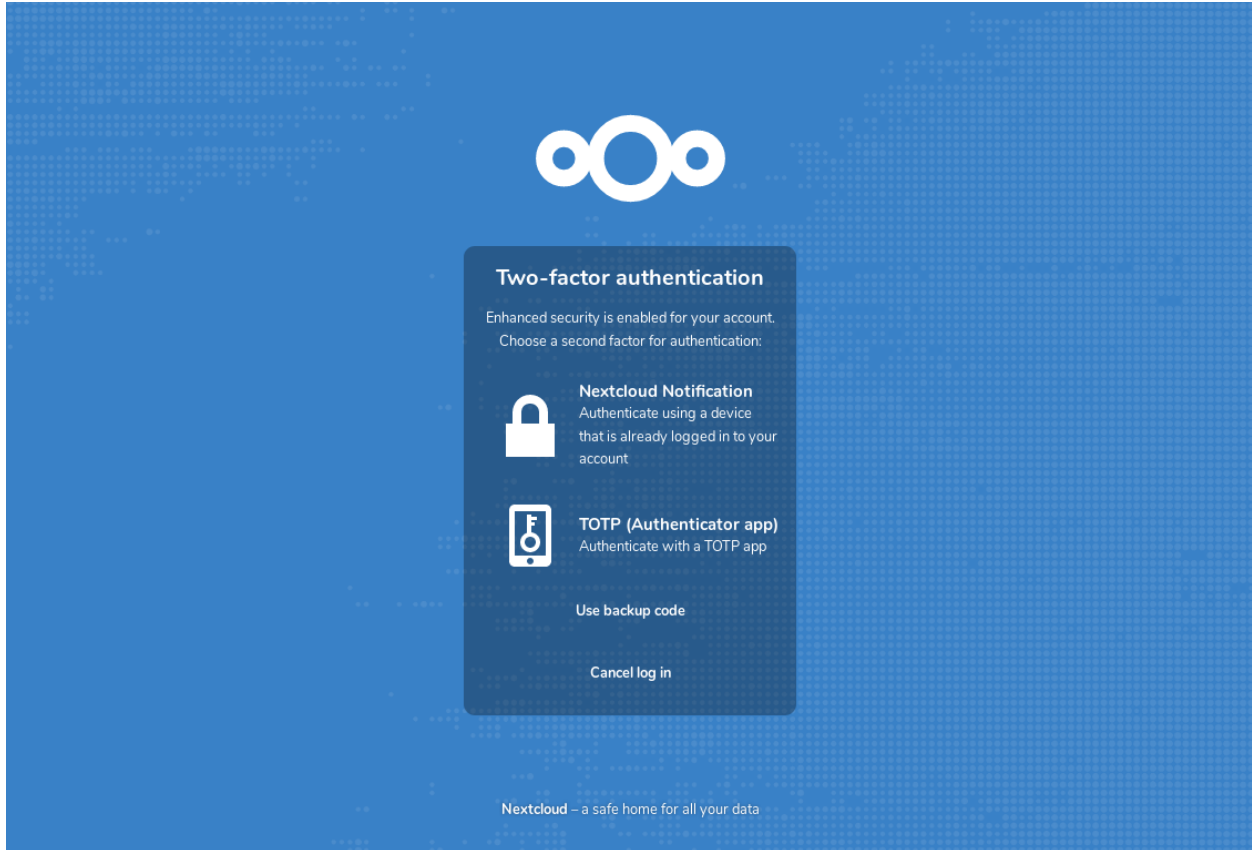 Two-factor authentication
Enhanced security is enabled for your account.
Choose a second factor for authentication:
Nextcloud Notification
Authenticate using a device
that is already logged in to your
account
TOTP (Authenticator app)
Authenticate with a TOTP app
Use backup code
Cancel log in
Nextcloud – a safe home for all your data